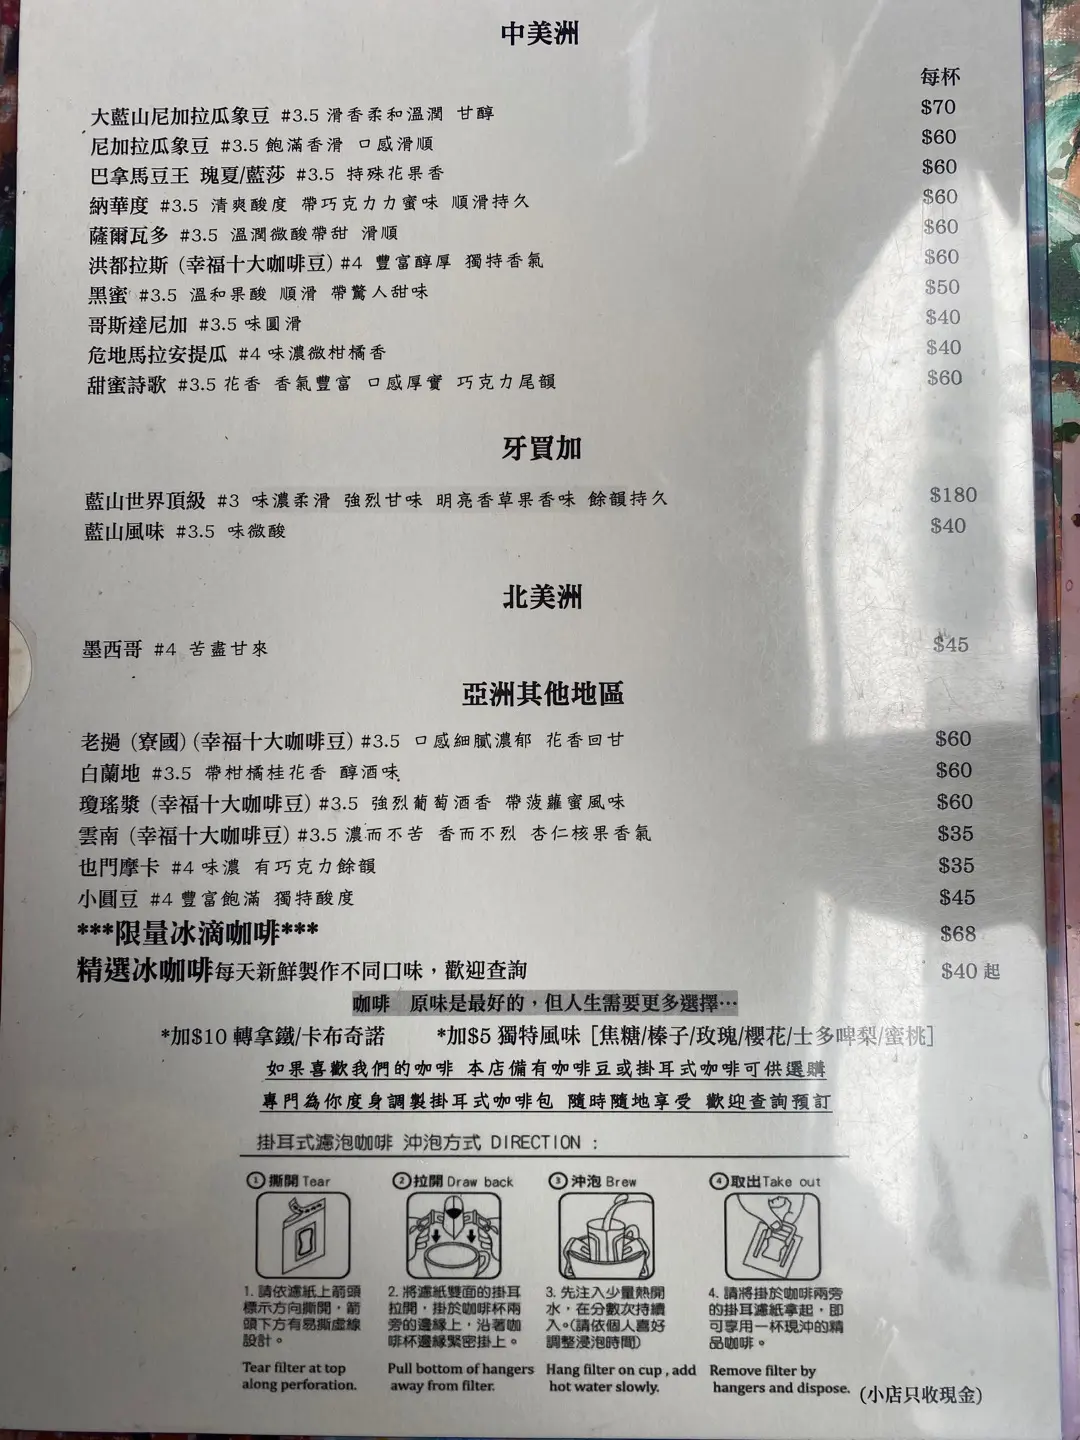 中美洲
每杯
大藍山尼加拉瓜象豆 #3.5 滑香柔和溫潤 甘醇 $70
尼加拉瓜象豆 #3.5 飽滿香滑 口感滑順 $60
巴拿馬豆王 瑰夏/藍莎 #3.5 特殊花果香 $60
納華度 #3.5 清爽酸度 帶巧克力力蜜味 順滑持久 $60
薩爾瓦多 #3.5 溫潤微酸帶甜 滑順 $60
洪都拉斯 (幸福十大咖啡豆) #4 豐富醇厚 獨特香氣 $60
黑蜜 #3.5 溫和果酸 順滑 帶驚人甜味 $50
哥斯達尼加 #3.5 味圓滑 $40
危地馬拉安提瓜 #4 味濃微柑橘香 $40
甜蜜詩歌 #3.5 花香 香氣豐富 口感厚實 巧克力尾韻 $60
牙買加
藍山世界頂級 #3 味濃柔滑 強烈甘味 明亮香草果香味 餘韻持久 $180
藍山風味 #3.5 味微酸 $40
北美洲
墨西哥 #4 苦盡甘來 $45
亞洲其他地區
老撾 (寮國) (幸福十大咖啡豆) #3.5 口感細膩濃郁 花香回甘 $60
白蘭地 #3.5 帶柑橘桂花香 醇酒味 $60
瓊瑤漿 (幸福十大咖啡豆) #3.5 強烈葡萄酒香 帶菠蘿蜜風味 $60
雲南 (幸福十大咖啡豆) #3.5 濃而不苦 香而不烈 杏仁核果香氣 $35
也門摩卡 #4 味濃 有巧克力餘韻 $35
小圓豆 #4 豐富飽滿 獨特酸度 $45
***限量冰滴咖啡*** $68
精選冰咖啡每天新鮮製作不同口味，歡迎查詢 $40 起
咖啡 原味是最好的，但人生需要更多選擇…
*加$10 轉拿鐵/卡布奇諾 *加$5 獨特風味 [焦糖/榛子/玫瑰/櫻花/士多啤梨/蜜桃]
如果喜歡我們的咖啡 本店備有咖啡豆或掛耳式咖啡可供選購
專門為你度身調製掛耳式咖啡包 隨時隨地享受 歡迎查詢預訂
掛耳式濾泡咖啡 沖泡方式 DIRECTION :
① 撕開 Tear
② 拉開 Draw back
③ 沖泡 Brew
④ 取出 Take out
1. 請依濾紙上箭頭
標示方向撕開，箭
頭下方有易撕虛線
設計。
Tear filter at top
along perforation.
2. 將濾紙雙面的掛耳
拉開，掛於咖啡杯兩
旁的邊緣上，沿著咖
啡杯邊緣緊密掛上。
Pull bottom of hangers
away from filter.
3. 先注入少量熱開
水，在分數次持續
入。(請依個人喜好
調整浸泡時間)
Hang filter on cup , add
hot water slowly.
4. 請將掛於咖啡兩旁
的掛耳濾紙拿起，即
可享用一杯現沖的精
品咖啡。
Remove filter by
hangers and dispose.
(小店只收現金)